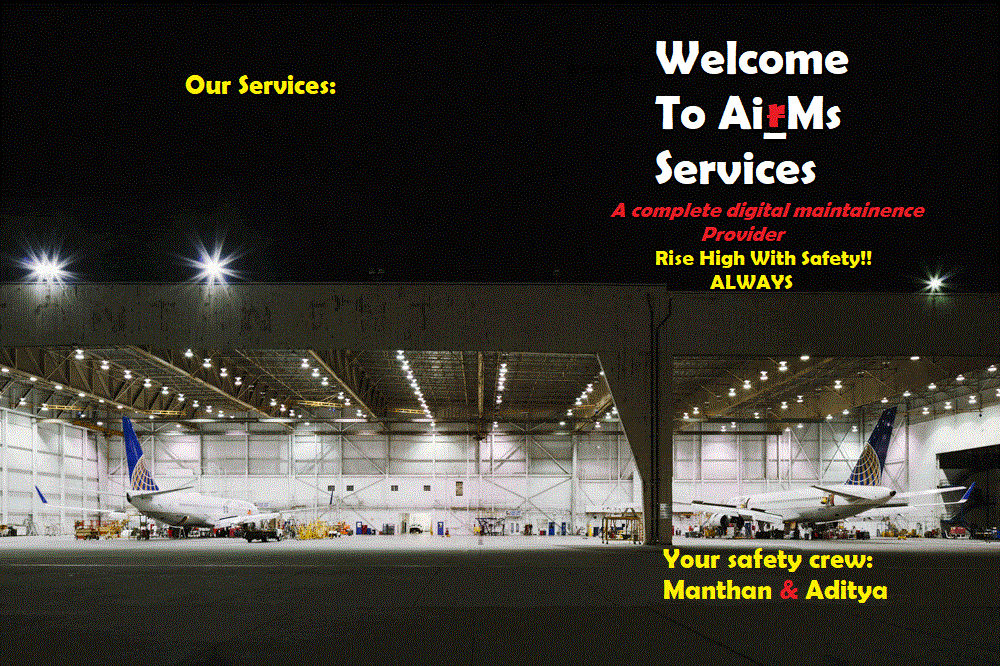 Our Services:
Welcome
To AirMs
Services
A complete digital maintainence
Provider
Rise High With Safety!!
ALWAYS
Your safety crew:
Manthan & Aditya